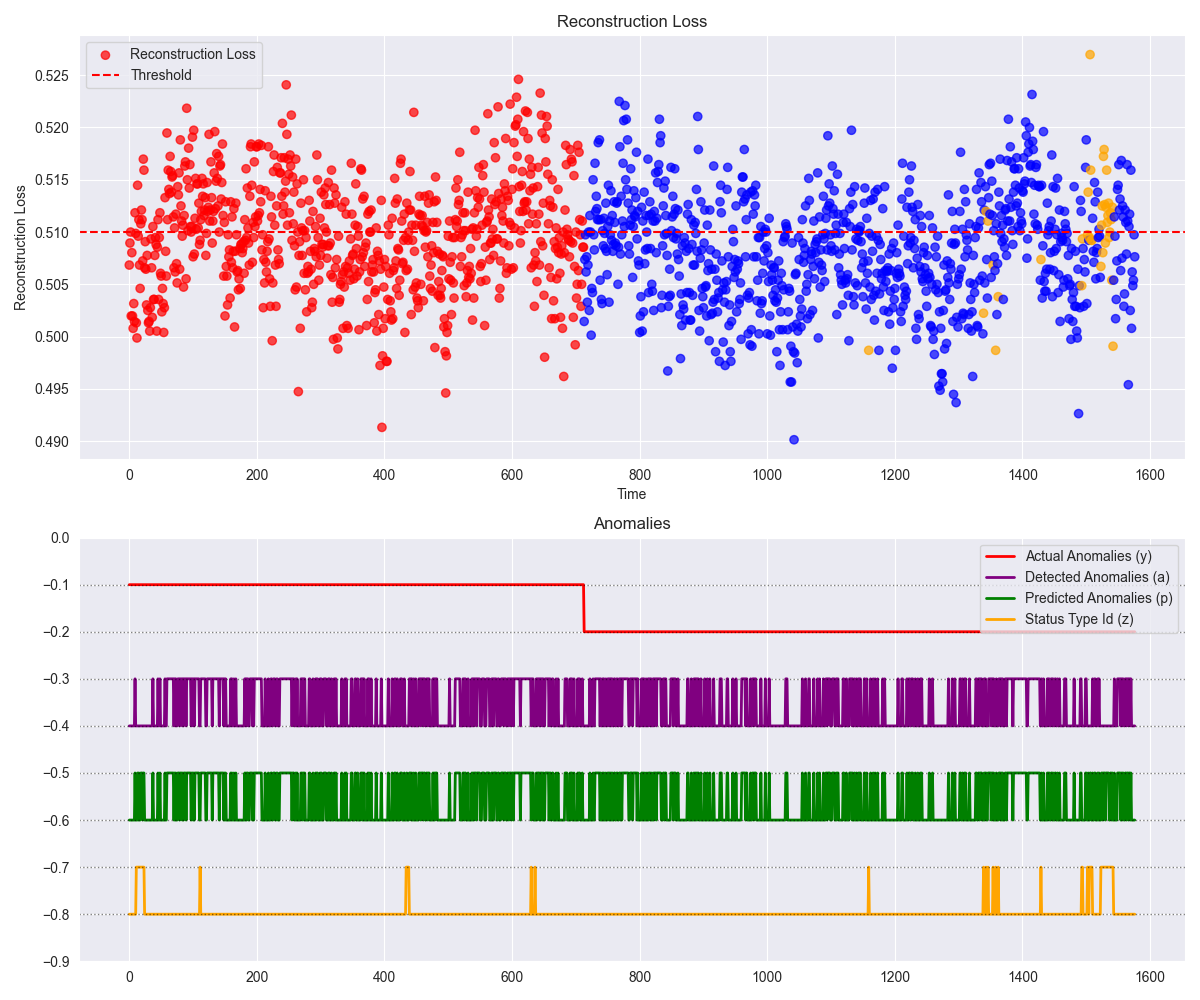 Reconstruction Loss
Reconstruction Loss
Threshold
Reconstruction Loss
0.525
0.520
0.515
0.510
0.505
0.500
0.495
0.490
0 200 400 600 800 1000 1200 1400 1600
Time
Anomalies
0.0
−0.1
−0.2
−0.3
−0.4
−0.5
−0.6
−0.7
−0.8
−0.9
Actual Anomalies (y)
Detected Anomalies (a)
Predicted Anomalies (p)
Status Type Id (z)
0 200 400 600 800 1000 1200 1400 1600